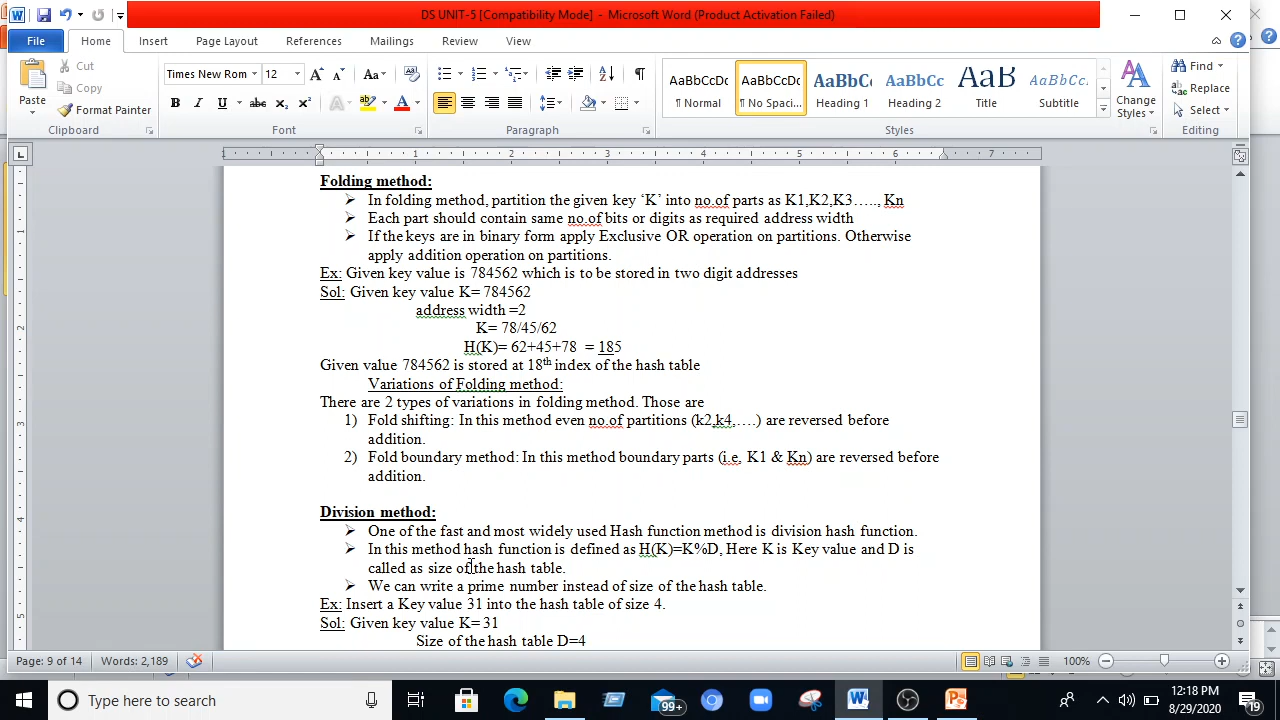 DS UNIT-5 [Compatibility Mode] - Microsoft Word (Product Activation Failed)
File Home Insert Page Layout References Mailings Review View
Paste
Cut
Copy
Format Painter
Clipboard
Times New Rom 12
Font
Paragraph
AaBbCcDc AaBbCcDc AaBbC AaBbCc AaB AaBbCc.
¶ Normal ¶ No Spaci... Heading 1 Heading 2 Title Subtitle
Change Styles
Styles
Find
Replace
Select
Editing
1 1 2 3 4 5 6 7
Folding method:
➢ In folding method, partition the given key ‘K’ into no.of parts as K1,K2,K3….., Kn
➢ Each part should contain same no.of bits or digits as required address width
➢ If the keys are in binary form apply Exclusive OR operation on partitions. Otherwise
apply addition operation on partitions.
Ex: Given key value is 784562 which is to be stored in two digit addresses
Sol: Given key value K= 784562
address width =2
K= 78/45/62
H(K)= 62+45+78 = 185
Given value 784562 is stored at 18th index of the hash table
Variations of Folding method:
There are 2 types of variations in folding method. Those are
1) Fold shifting: In this method even no.of partitions (k2,k4,….) are reversed before
addition.
2) Fold boundary method: In this method boundary parts (i.e. K1 & Kn) are reversed before
addition.
Division method:
➢ One of the fast and most widely used Hash function method is division hash function.
➢ In this method hash function is defined as H(K)=K%D, Here K is Key value and D is
called as size of the hash table.
➢ We can write a prime number instead of size of the hash table.
Ex: Insert a Key value 31 into the hash table of size 4.
Sol: Given key value K= 31
Size of the hash table D=4
Page: 9 of 14 Words: 2,189 100%
Type here to search
99+
12:18 PM
8/29/2020
19